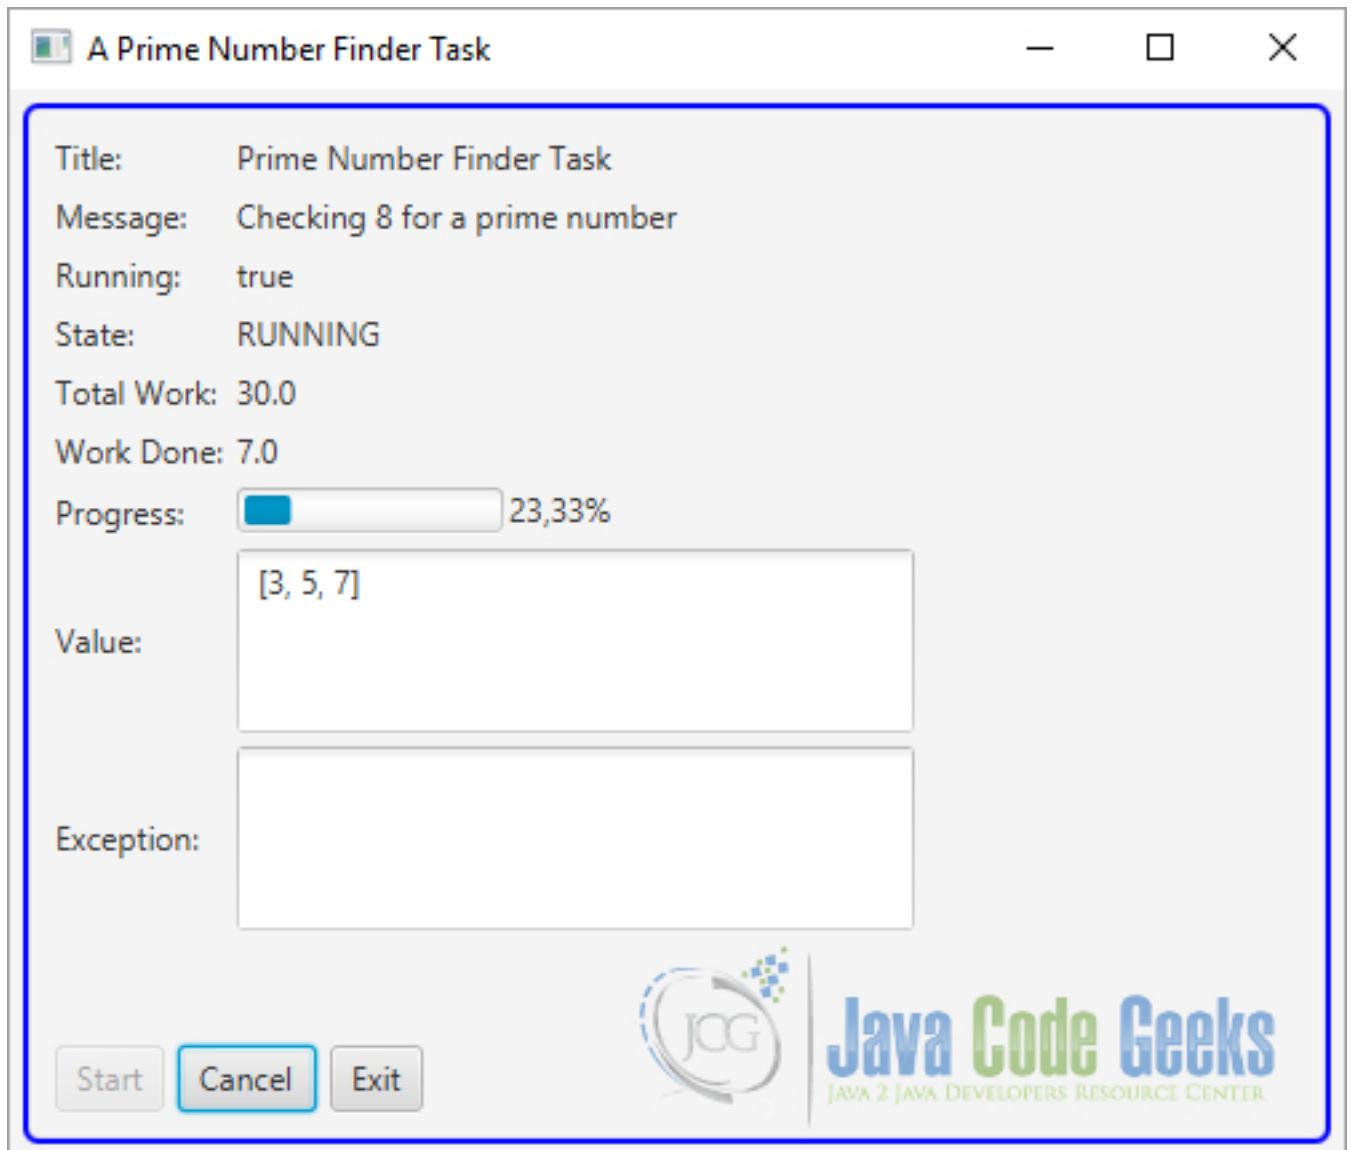 A Prime Number Finder Task
Title: Prime Number Finder Task
Message: Checking 8 for a prime number
Running: true
State: RUNNING
Total Work: 30.0
Work Done: 7.0
Progress: 23,33%
Value: [3, 5, 7]
Exception:
Start Cancel Exit
JCG
Java Code Geeks
JAVA 2 JAVA DEVELOPERS RESOURCE CENTER